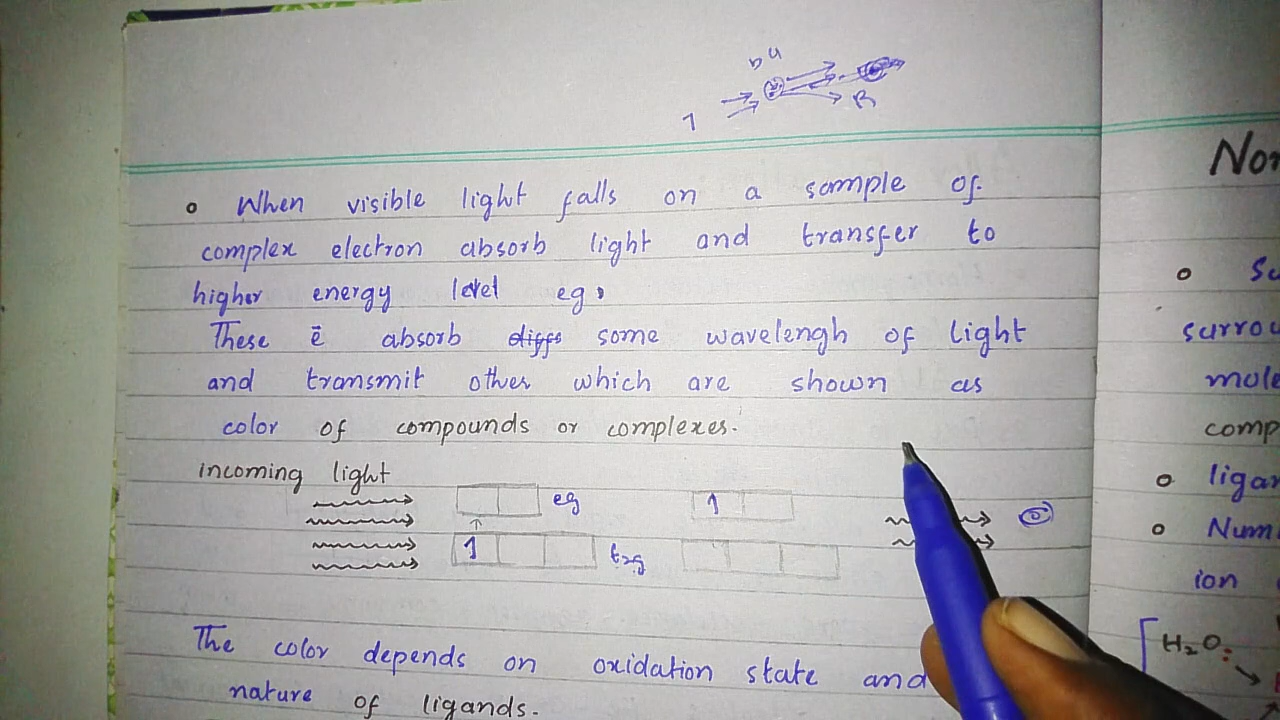 When visible light falls on a sample of
complex electron absorb light and transfer to
higher energy level eg.
These ē absorb some wavelengh of light
and transmit other which are shown as
color of compounds or complexes.
incoming light
eg
1
1
t2g
The color depends on oxidation state and
nature of ligands.
1
R
Nor
surrou
mole
comp
ligan
Num
ion
[H2O: